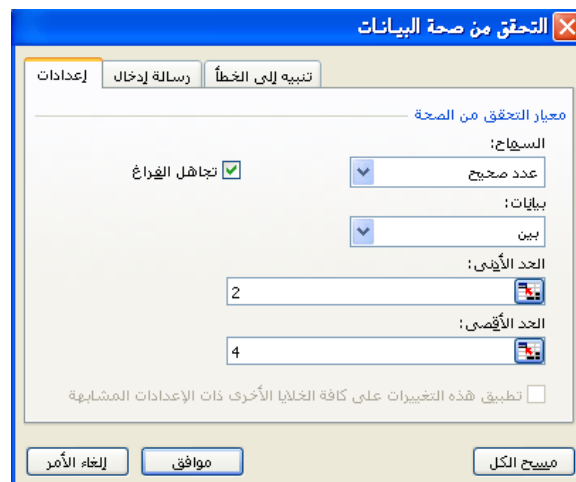 التحقق من صحة البيانات
إعدادات رسالة إدخال تنبيه إلى الخطأ
معيار التحقق من الصحة
السماح:
عدد صحيح تجاهل الفراغ
بيانات:
بين
الحد الأدنى:
2
الحد الأقصى:
4
تطبيق هذه التغييرات على كافة الخلايا الأخرى ذات الإعدادات المشابهة
مسح الكل موافق إلغاء الأمر